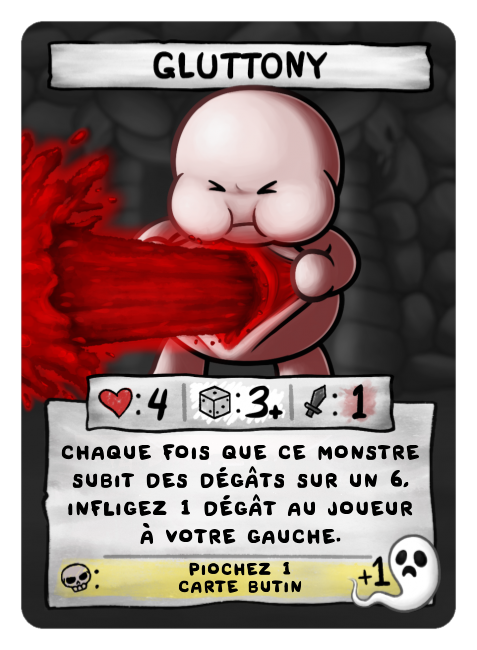 GLUTTONY
:4 :3+ :1
CHAQUE FOIS QUE CE MONSTRE
SUBIT DES DÉGÂTS SUR UN 6,
INFLIGEZ 1 DÉGÂT AU JOUEUR
À VOTRE GAUCHE.
: PIOCHEZ 1
CARTE BUTIN
+1